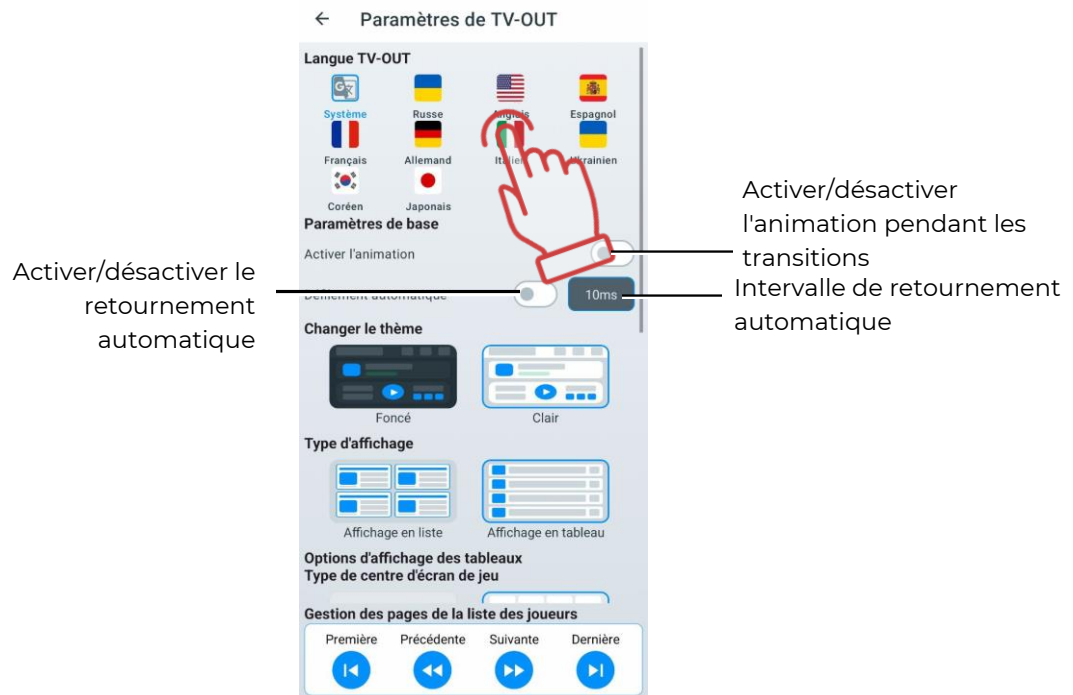 Paramètres de TV-OUT
Langue TV-OUT
Système Russe Anglais Espagnol
Français Allemand Italien Ukrainien
Coréen Japonais
Paramètres de base
Activer l'animation
Activer/désactiver
l'animation pendant les
transitions
Activer/désactiver le
retournement
automatique
Défilement automatique
10ms
Intervalle de retournement
automatique
Changer le thème
Foncé Clair
Type d'affichage
Affichage en liste Affichage en tableau
Options d'affichage des tableaux
Type de centre d'écran de jeu
Gestion des pages de la liste des joueurs
Première Précédente Suivante Dernière